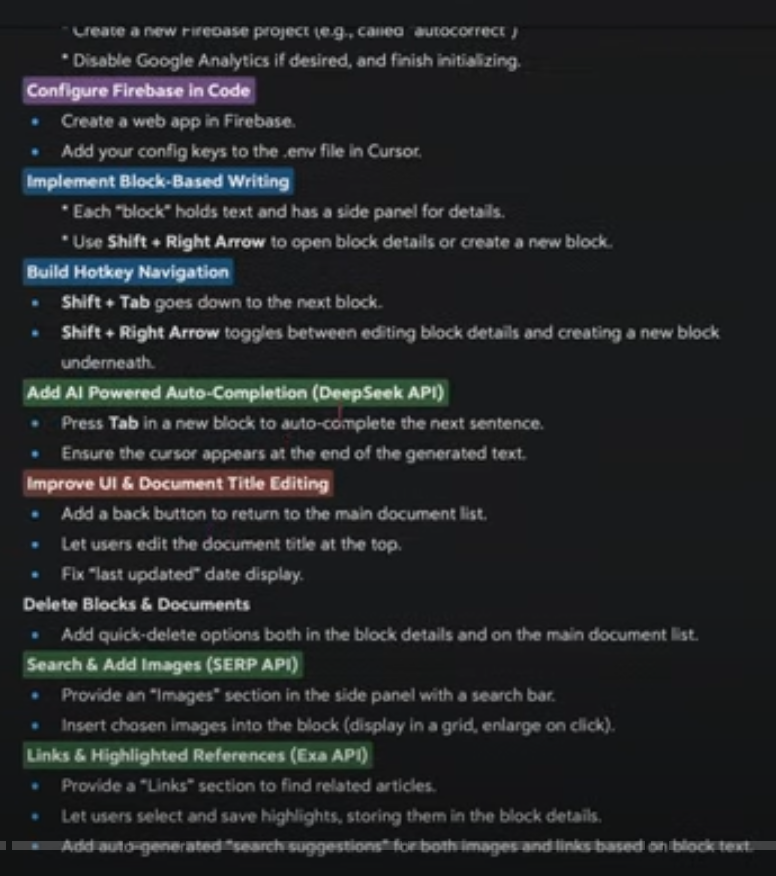 * Create a new Firebase project (e.g., called "autocorrect")
* Disable Google Analytics if desired, and finish initializing.
Configure Firebase in Code
• Create a web app in Firebase.
• Add your config keys to the .env file in Cursor.
Implement Block-Based Writing
* Each "block" holds text and has a side panel for details.
* Use Shift + Right Arrow to open block details or create a new block.
Build Hotkey Navigation
• Shift + Tab goes down to the next block.
• Shift + Right Arrow toggles between editing block details and creating a new block
underneath.
Add AI Powered Auto-Completion (DeepSeek API)
• Press Tab in a new block to auto-complete the next sentence.
• Ensure the cursor appears at the end of the generated text.
Improve UI & Document Title Editing
• Add a back button to return to the main document list.
• Let users edit the document title at the top.
• Fix "last updated" date display.
Delete Blocks & Documents
• Add quick-delete options both in the block details and on the main document list.
Search & Add Images (SERP API)
• Provide an "Images" section in the side panel with a search bar.
• Insert chosen images into the block (display in a grid, enlarge on click).
Links & Highlighted References (Exa API)
• Provide a "Links" section to find related articles.
• Let users select and save highlights, storing them in the block details.
• Add auto-generated "search suggestions" for both images and links based on block text.